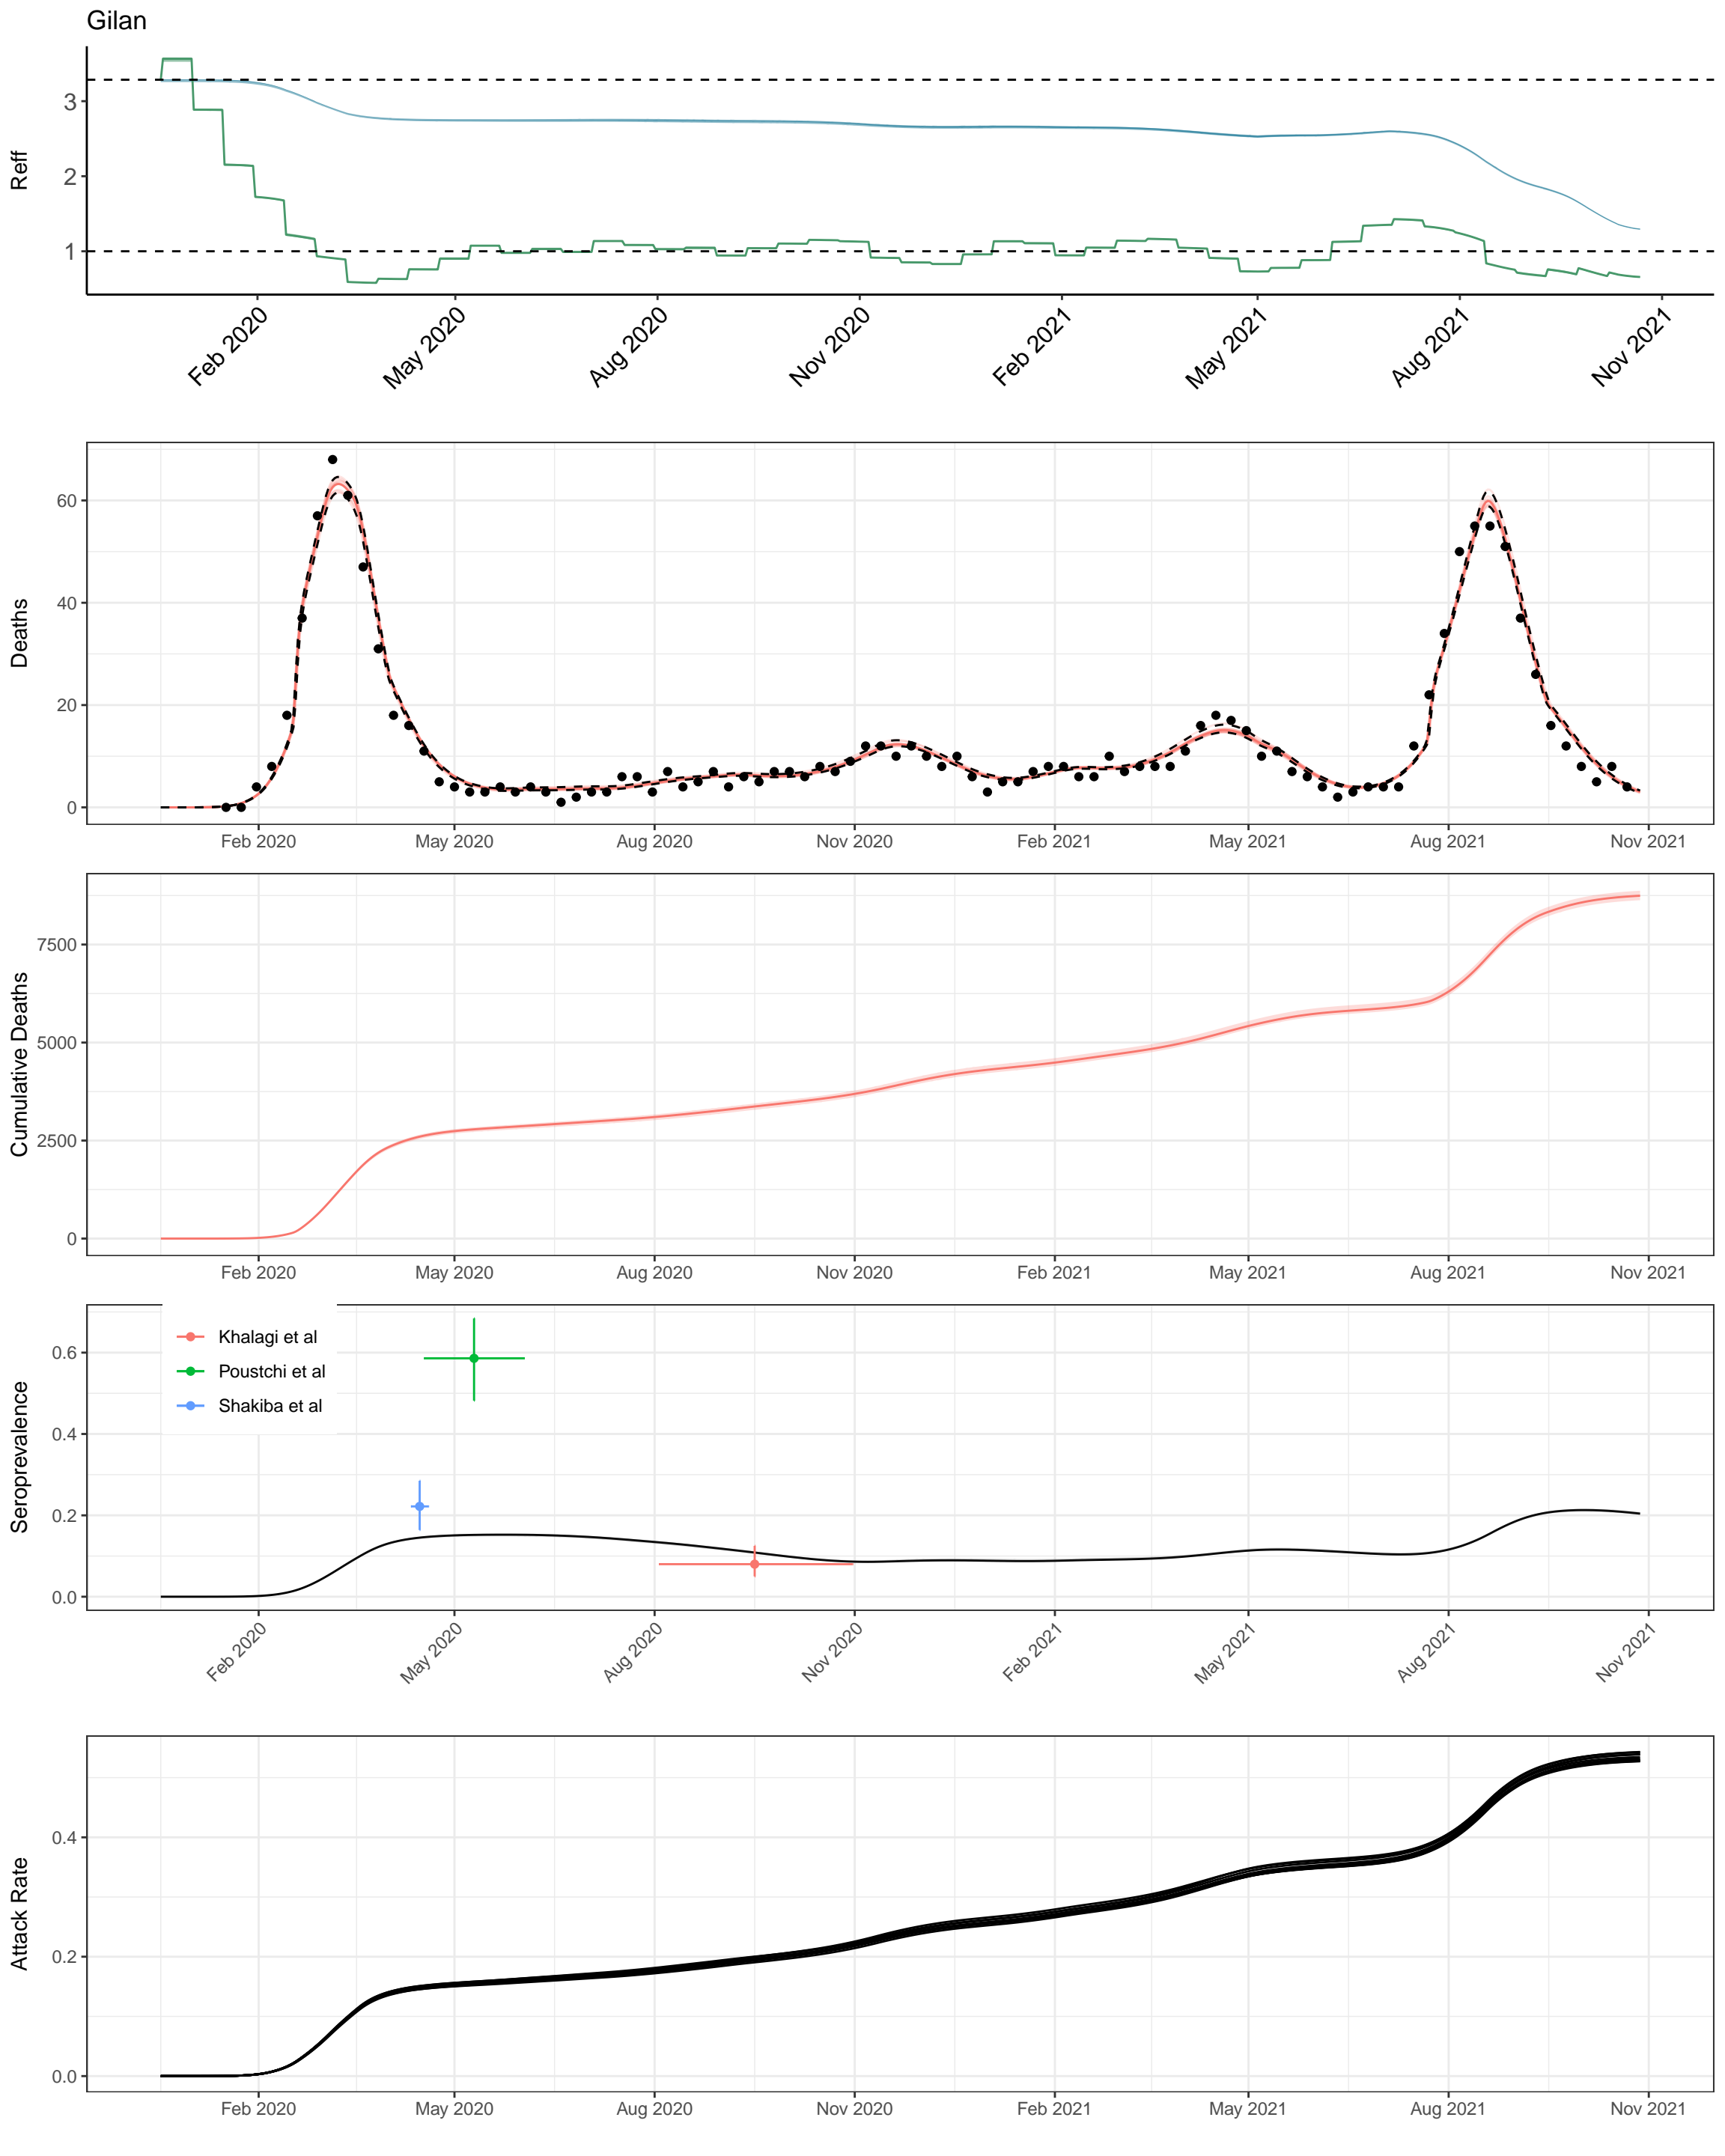 Gilan
Reff
3
2
1
Feb 2020
May 2020
Aug 2020
Nov 2020
Feb 2021
May 2021
Aug 2021
Nov 2021
Deaths
60
40
20
0
Feb 2020
May 2020
Aug 2020
Nov 2020
Feb 2021
May 2021
Aug 2021
Nov 2021
Cumulative Deaths
7500
5000
2500
0
Feb 2020
May 2020
Aug 2020
Nov 2020
Feb 2021
May 2021
Aug 2021
Nov 2021
Seroprevalence
0.6
0.4
0.2
0.0
Khalagi et al
Poustchi et al
Shakiba et al
Feb 2020
May 2020
Aug 2020
Nov 2020
Feb 2021
May 2021
Aug 2021
Nov 2021
Attack Rate
0.4
0.2
0.0
Feb 2020
May 2020
Aug 2020
Nov 2020
Feb 2021
May 2021
Aug 2021
Nov 2021